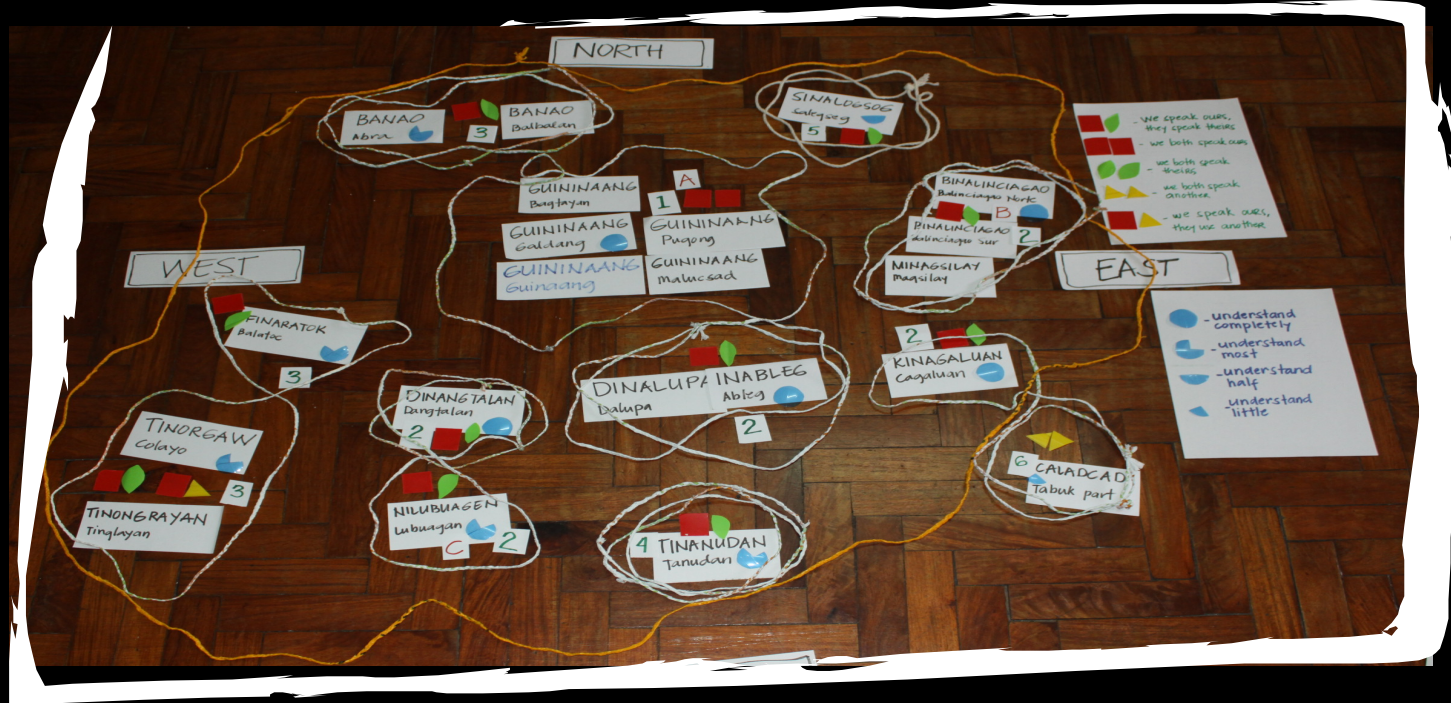 NORTH
BANAO
Abra
3
BANAO
Balbalan
SINALOGSOG
Salegseg
5
- We speak ours,
they speak theirs
- we both speak ours
- we both speak
theirs
- we both speak
another
- we speak ours,
they use another
A
1
GUININAANG
Bagtayan
GUININAANG
Galdang
GUININAANG
Pugong
GUININAANG
Guinaang
GUININAANG
Malucsad
BINALINCIAGAO
Balinciagao Norte
B
BINALINCIAGAO
Balinciagao Sur
2
MINAGSILAY
Magsilay
WEST
EAST
FINARATOK
Balatoc
3
2
KINAGALUAN
Cagaluan
- understand
completely
- understand
most
- understand
half
- understand
little
DINANGTALAN
Dangtalan
2
DINALUPA
Dalupa
INABLEG
Ableg
2
TINORGAW
Colayo
3
TINONGRAYAN
Tinglayan
NILUBUAGEN
Lubuagan
C
2
4
TINANUDAN
Tanudan
6
CALADCAD
Tabuk part